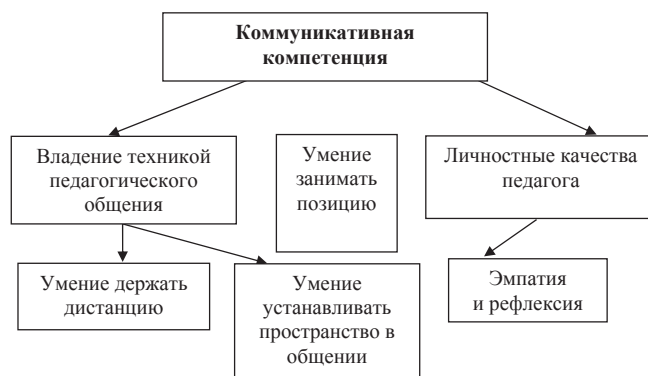 Коммуникативная
компетенция
Владение техникой
педагогического
общения
Умение
занимать
позицию
Личностные качества
педагога
Умение держать
дистанцию
Умение
устанавливать
пространство в
общении
Эмпатия
и рефлексия